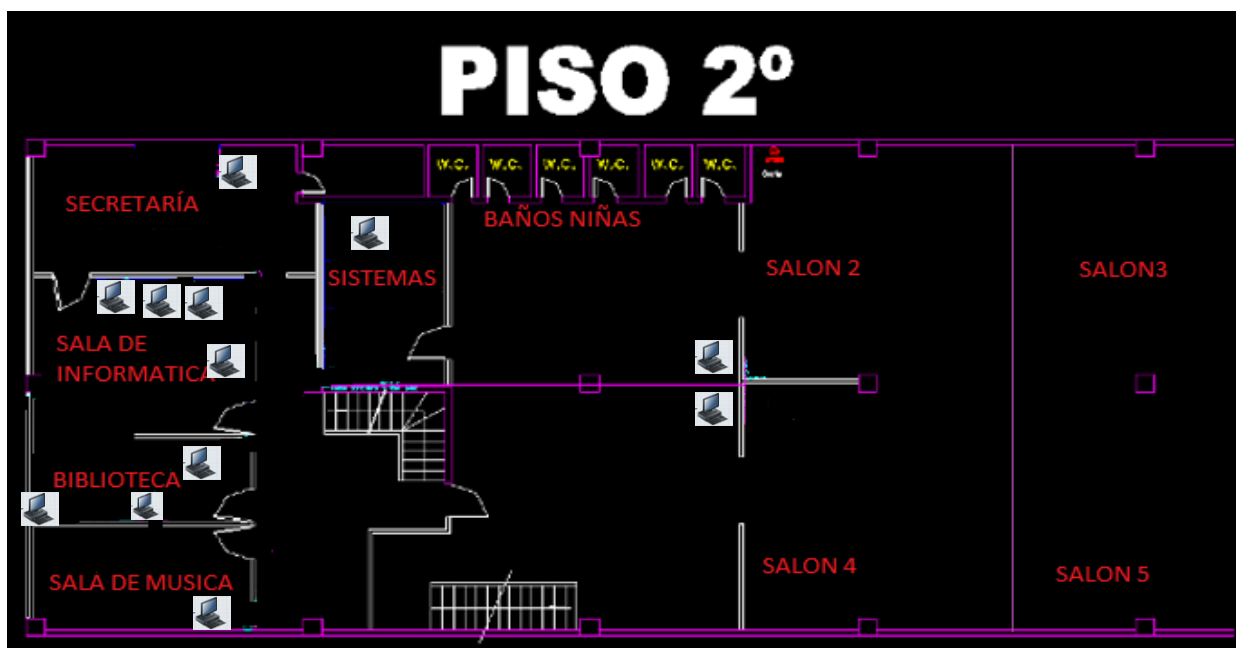 PISO 2º
W.C. W.C. W.C. W.C. W.C. W.C.
SECRETARÍA
BAÑOS NIÑAS
SISTEMAS
SALON 2
SALON3
SALA DE
INFORMATICA
BIBLIOTECA
SALA DE MUSICA
SALON 4
SALON 5